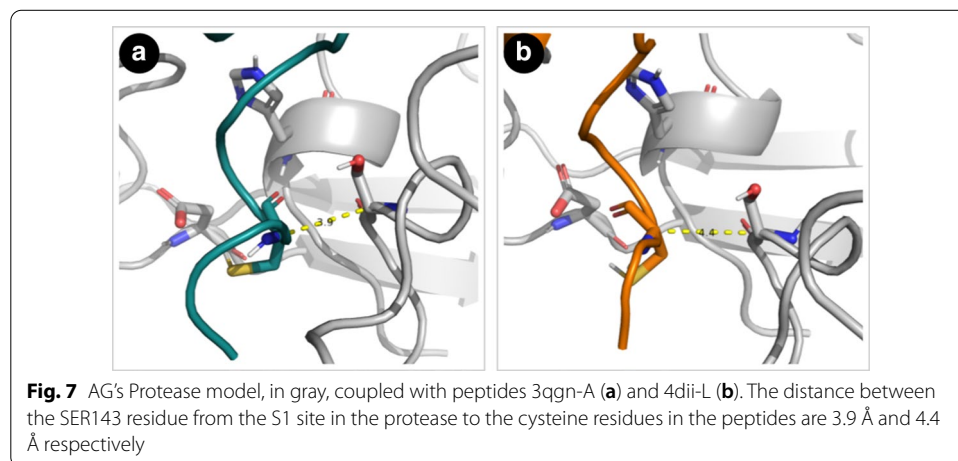 a
b
3.9
4.4
Fig. 7 AG's Protease model, in gray, coupled with peptides 3qgn-A (a) and 4dii-L (b). The distance between
the SER143 residue from the S1 site in the protease to the cysteine residues in the peptides are 3.9 Å and 4.4
Å respectively